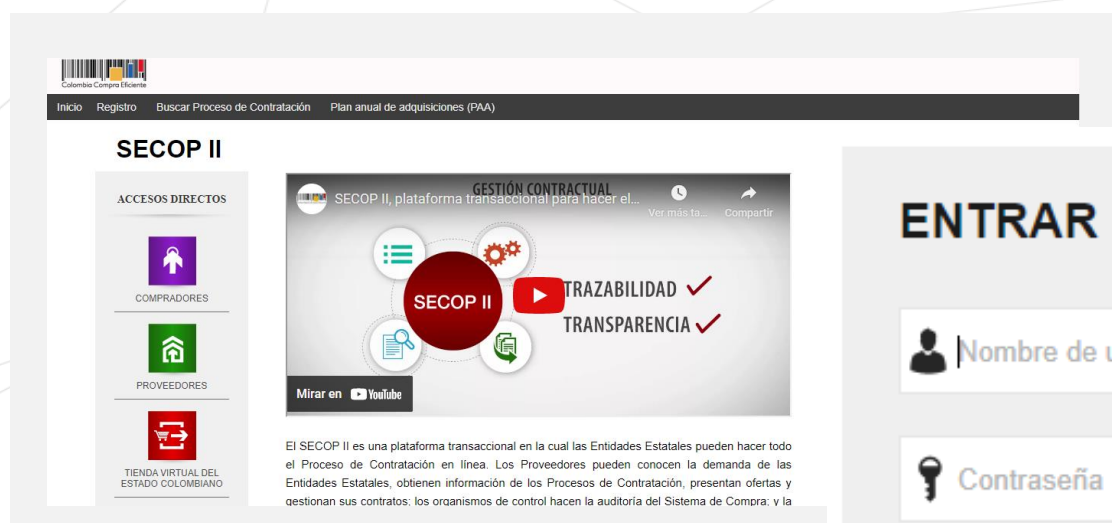 Colombia Compra Eficiente
Inicio Registro Buscar Proceso de Contratación Plan anual de adquisiciones (PAA)
SECOP II
ACCESOS DIRECTOS
COMPRADORES
PROVEEDORES
TIENDA VIRTUAL DEL
ESTADO COLOMBIANO
GESTIÓN CONTRACTUAL
SECOP II, plataforma transaccional para hacer el...
Ver más ta... Compartir
SECOP II
TRAZABILIDAD
TRANSPARENCIA
Mirar en YouTube
El SECOP II es una plataforma transaccional en la cual las Entidades Estatales pueden hacer todo
el Proceso de Contratación en línea. Los Proveedores pueden conocer la demanda de las
Entidades Estatales, obtienen información de los Procesos de Contratación, presentan ofertas y
gestionan sus contratos; los organismos de control hacen la auditoría del Sistema de Compra; y la
ENTRAR
Nombre de u
Contraseña